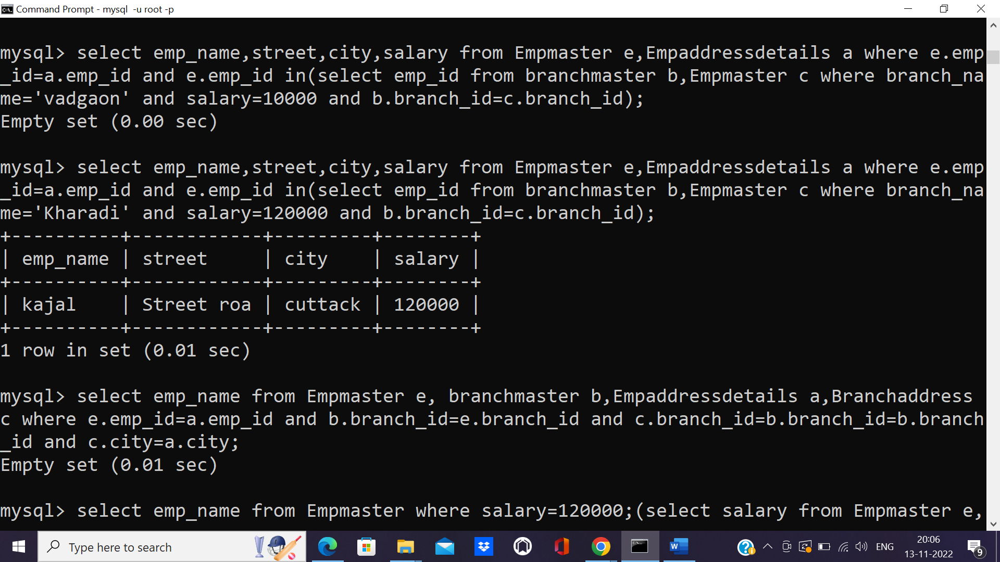 Command Prompt - mysql  -u root -p
mysql> select emp_name,street,city,salary from Empmaster e,Empaddressdetails a where e.emp
_id=a.emp_id and e.emp_id in(select emp_id from branchmaster b,Empmaster c where branch_na
me='vadgaon' and salary=10000 and b.branch_id=c.branch_id);
Empty set (0.00 sec)
mysql> select emp_name,street,city,salary from Empmaster e,Empaddressdetails a where e.emp
_id=a.emp_id and e.emp_id in(select emp_id from branchmaster b,Empmaster c where branch_na
me='Kharadi' and salary=120000 and b.branch_id=c.branch_id);
+----------+------------+---------+--------+
| emp_name | street     | city    | salary |
+----------+------------+---------+--------+
| kajal    | Street roa | cuttack | 120000 |
+----------+------------+---------+--------+
1 row in set (0.01 sec)
mysql> select emp_name from Empmaster e, branchmaster b,Empaddressdetails a,Branchaddress
c where e.emp_id=a.emp_id and b.branch_id=e.branch_id and c.branch_id=b.branch_id=b.branch
_id and c.city=a.city;
Empty set (0.01 sec)
mysql> select emp_name from Empmaster where salary=120000;(select salary from Empmaster e,
Type here to search
ENG
20:06
13-11-2022
9